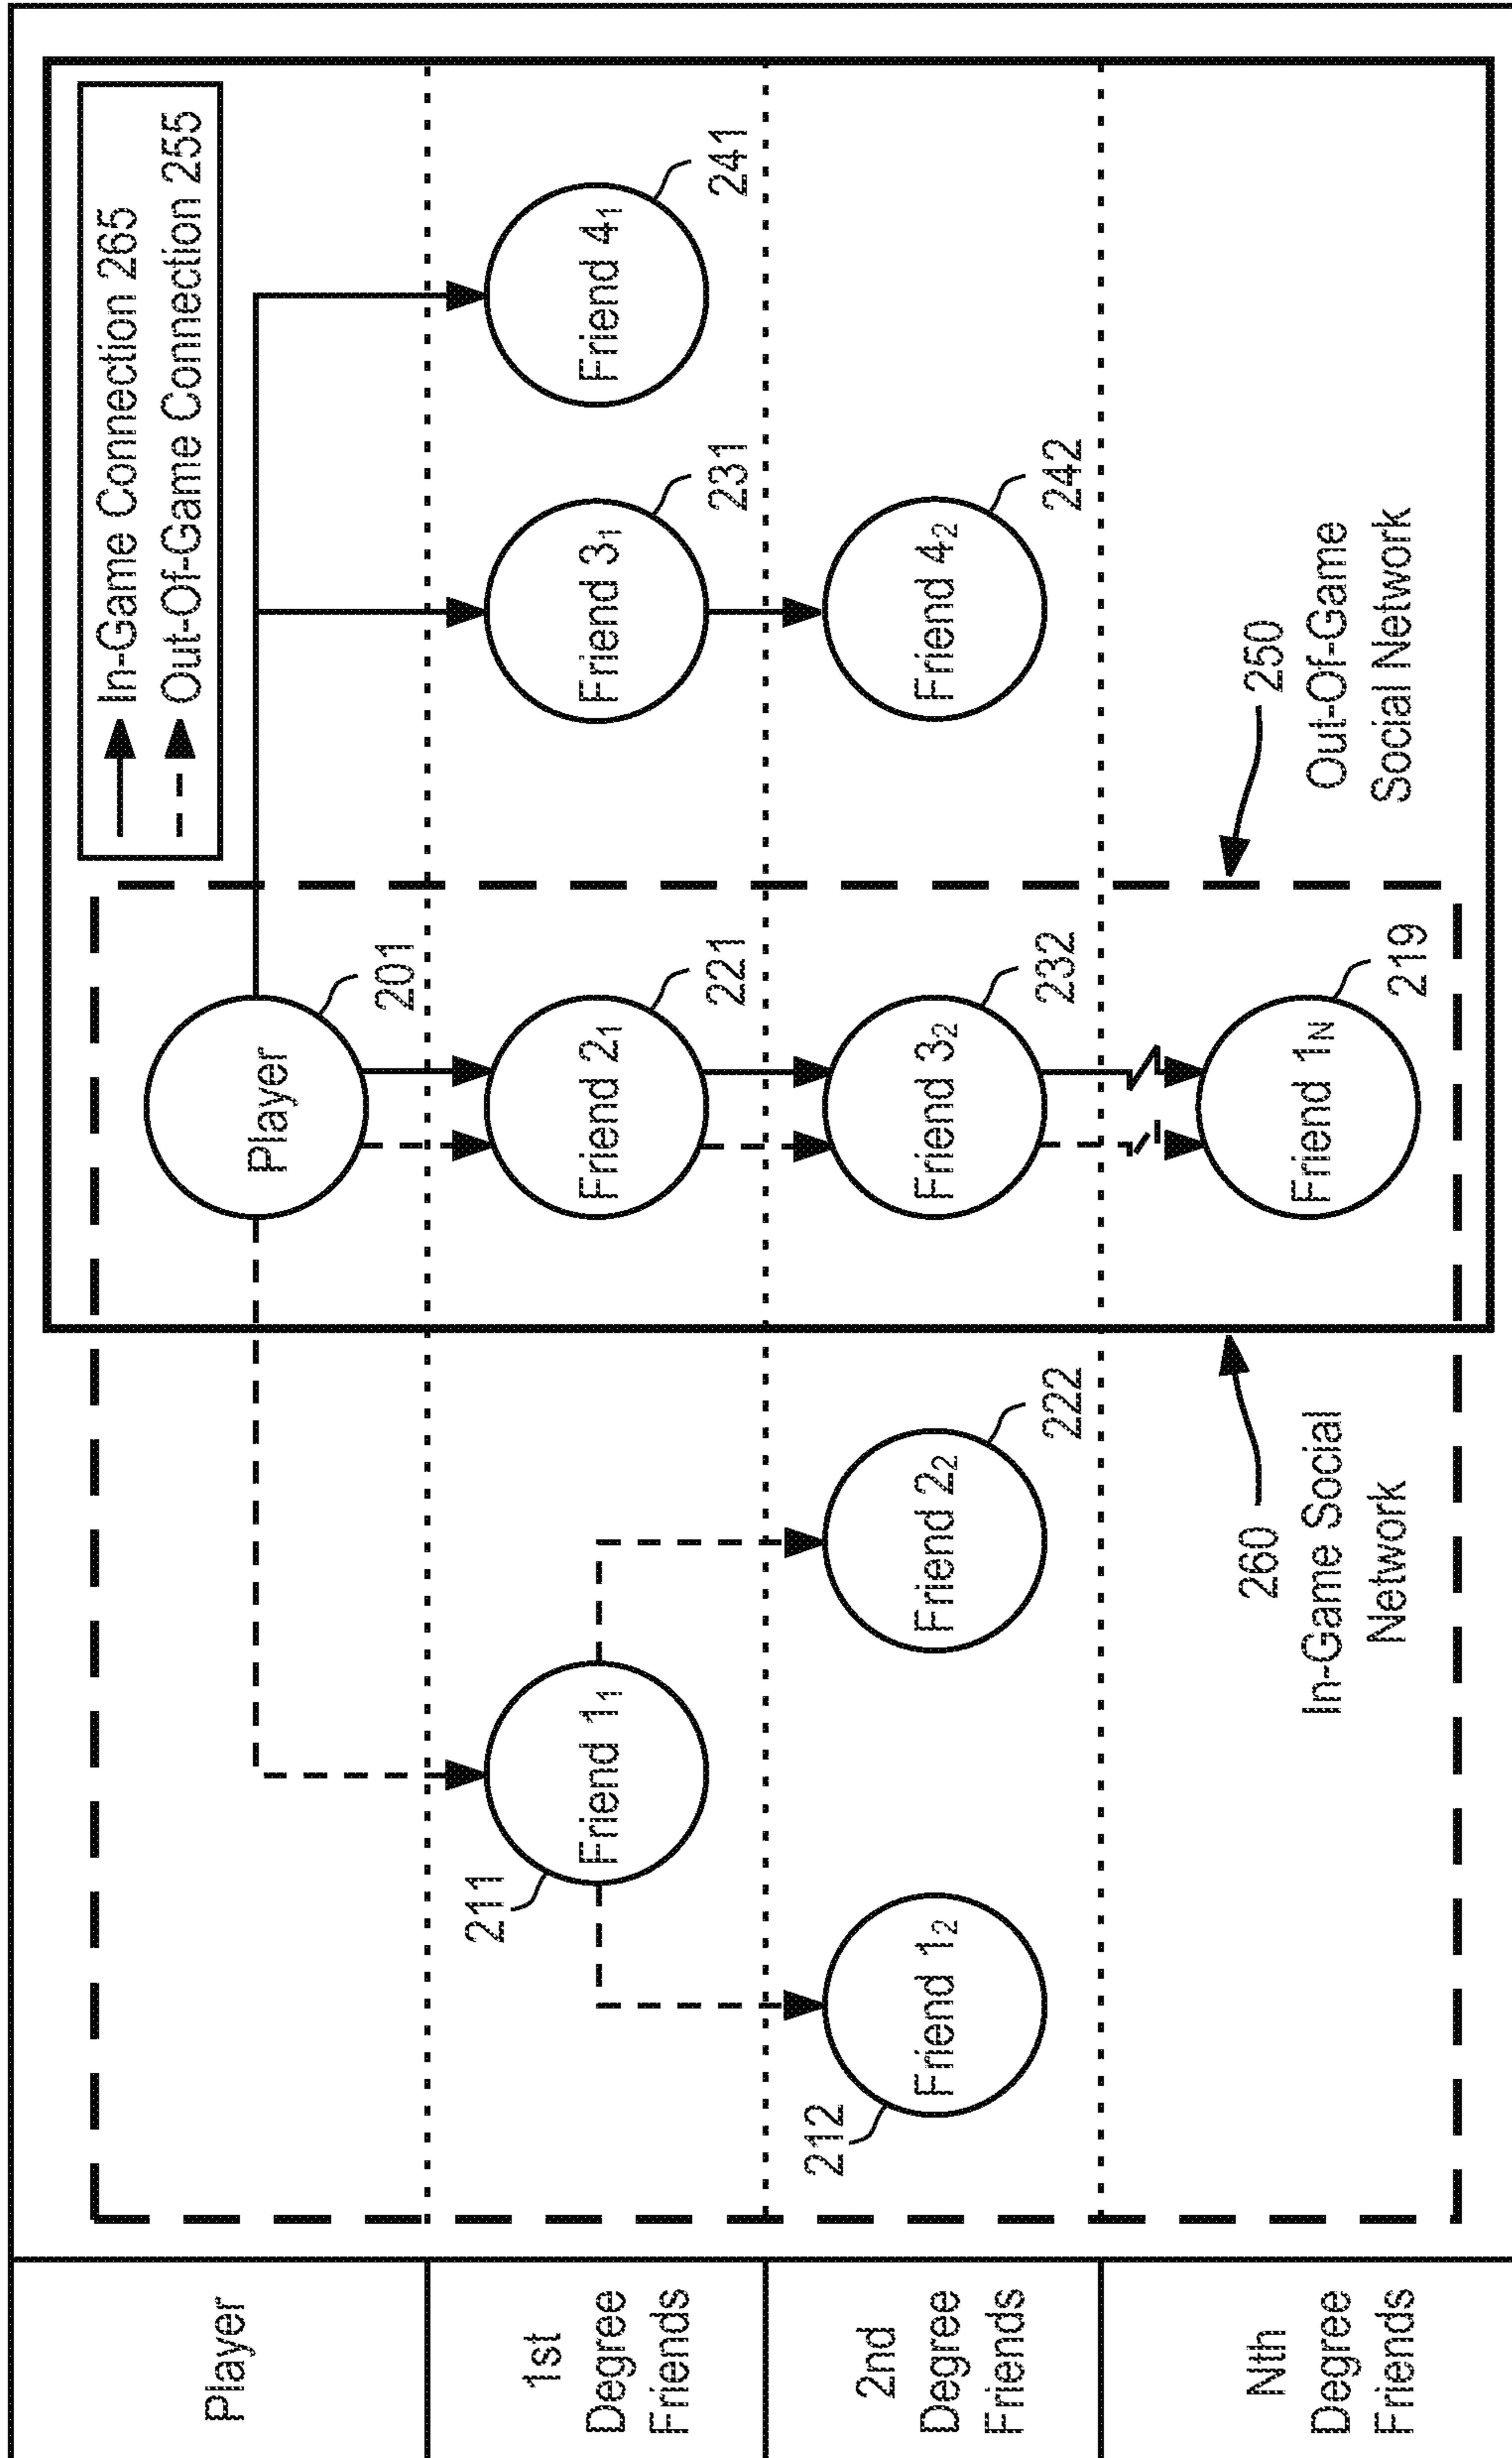 In-Game Connection 265
Out-Of-Game Connection 255
Player
Player
201
1st
Degree
Friends
211
Friend 1₁
Friend 2₁
221
Friend 3₁
231
Friend 4₁
241
2nd
Degree
Friends
212
Friend 1₂
Friend 2₂
222
Friend 3₂
232
Friend 4₂
242
Nth
Degree
Friends
260
In-Game Social
Network
Friend 1N
219
250
Out-Of-Game
Social Network